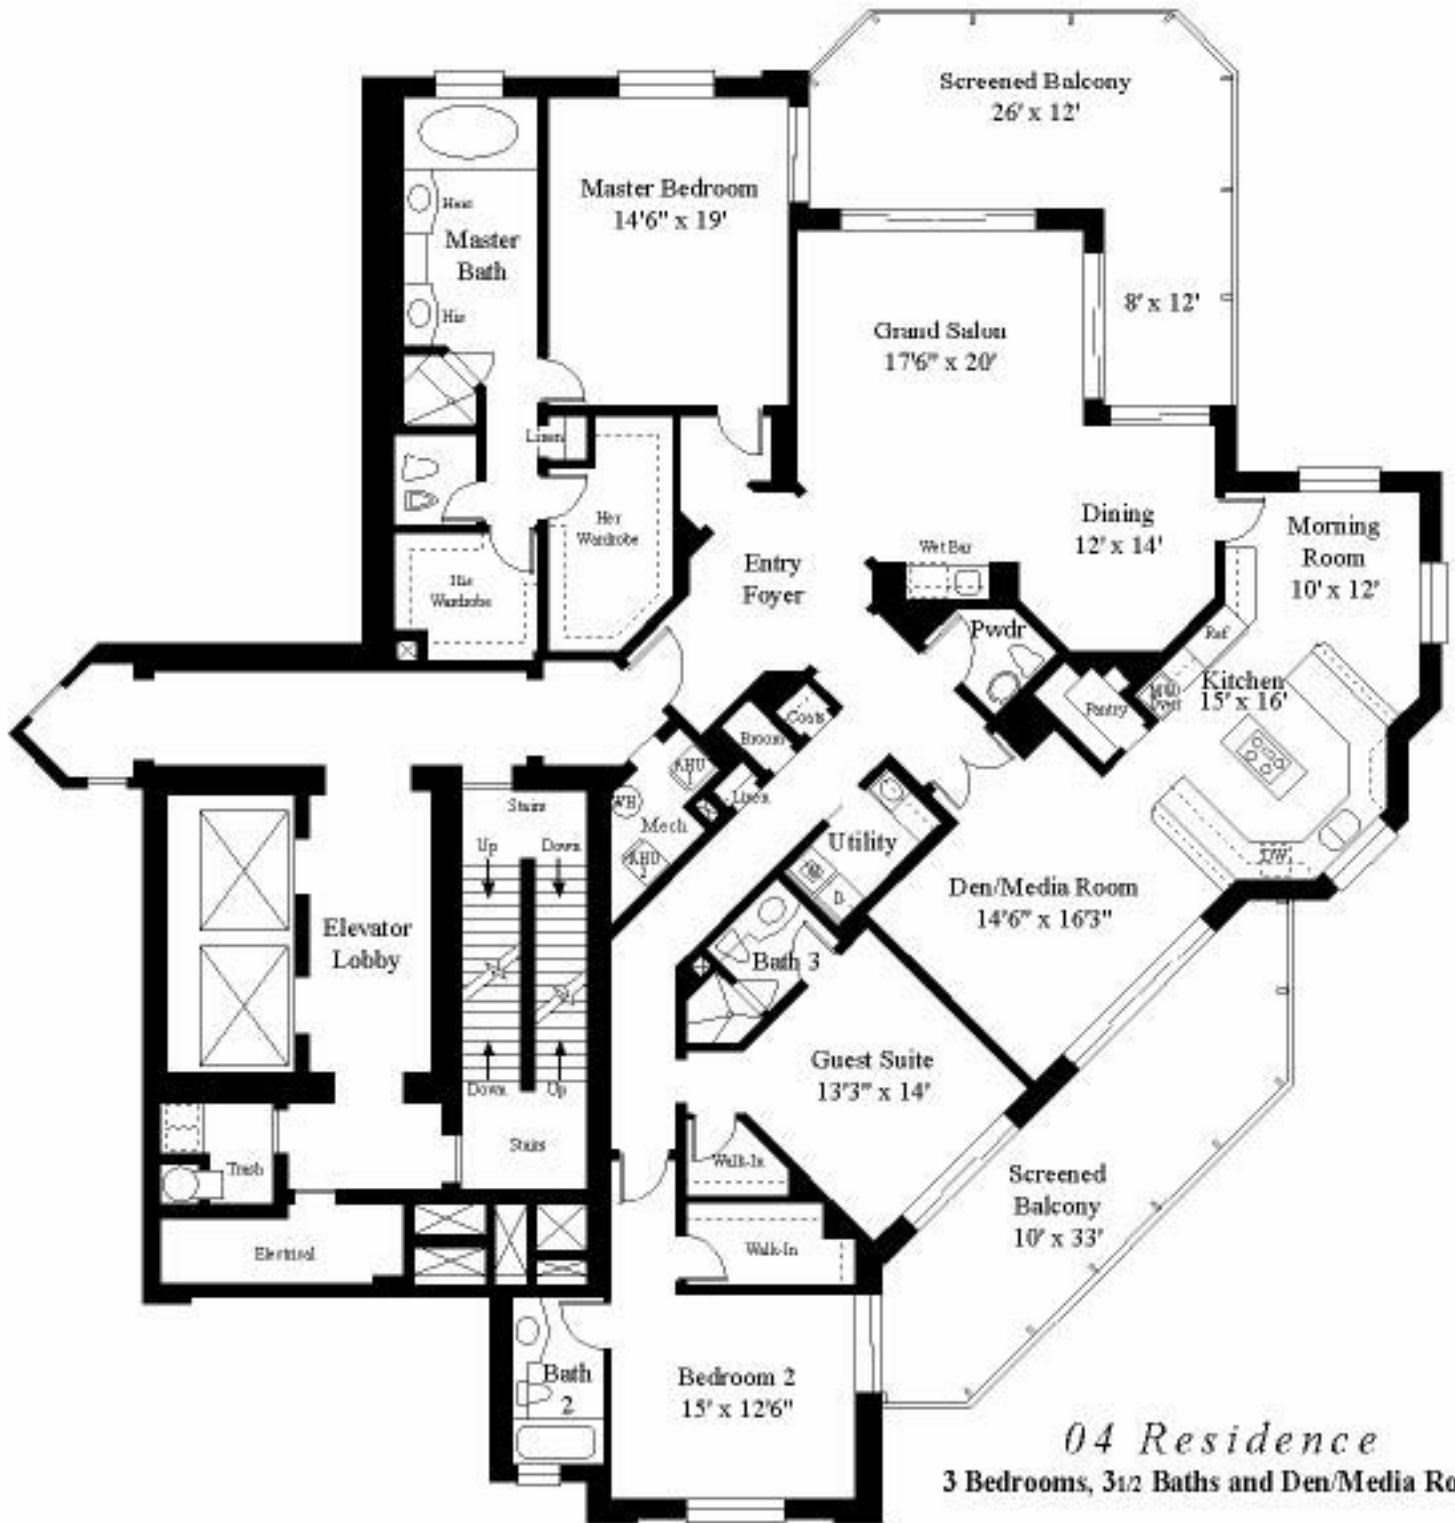 Screened Balcony
26' x 12'
Master Bedroom
14'6" x 19'
Hers
Master
Bath
His
8' x 12'
Grand Salon
17'6" x 20'
Linen
Her
Wardrobe
His
Wardrobe
Entry
Foyer
Wet Bar
Dining
12' x 14'
Morning
Room
10' x 12'
Pwdr
Ref
Kitchen
15' x 16'
Pantry
Coats
Broom
Linen
AHU
1
WH
Mech
AHU
2
Stairs
Up
Down
Utility
D
D/W
Den/Media Room
14'6" x 16'3"
Elevator
Lobby
Bath 3
Guest Suite
13'3" x 14'
Down
Up
Stairs
Trash
Walk-In
Screened
Balcony
10' x 33'
Walk-In
Electrical
Bath
2
Bedroom 2
15' x 12'6"
04 Residence
3 Bedrooms, 31/2 Baths and Den/Media Ro